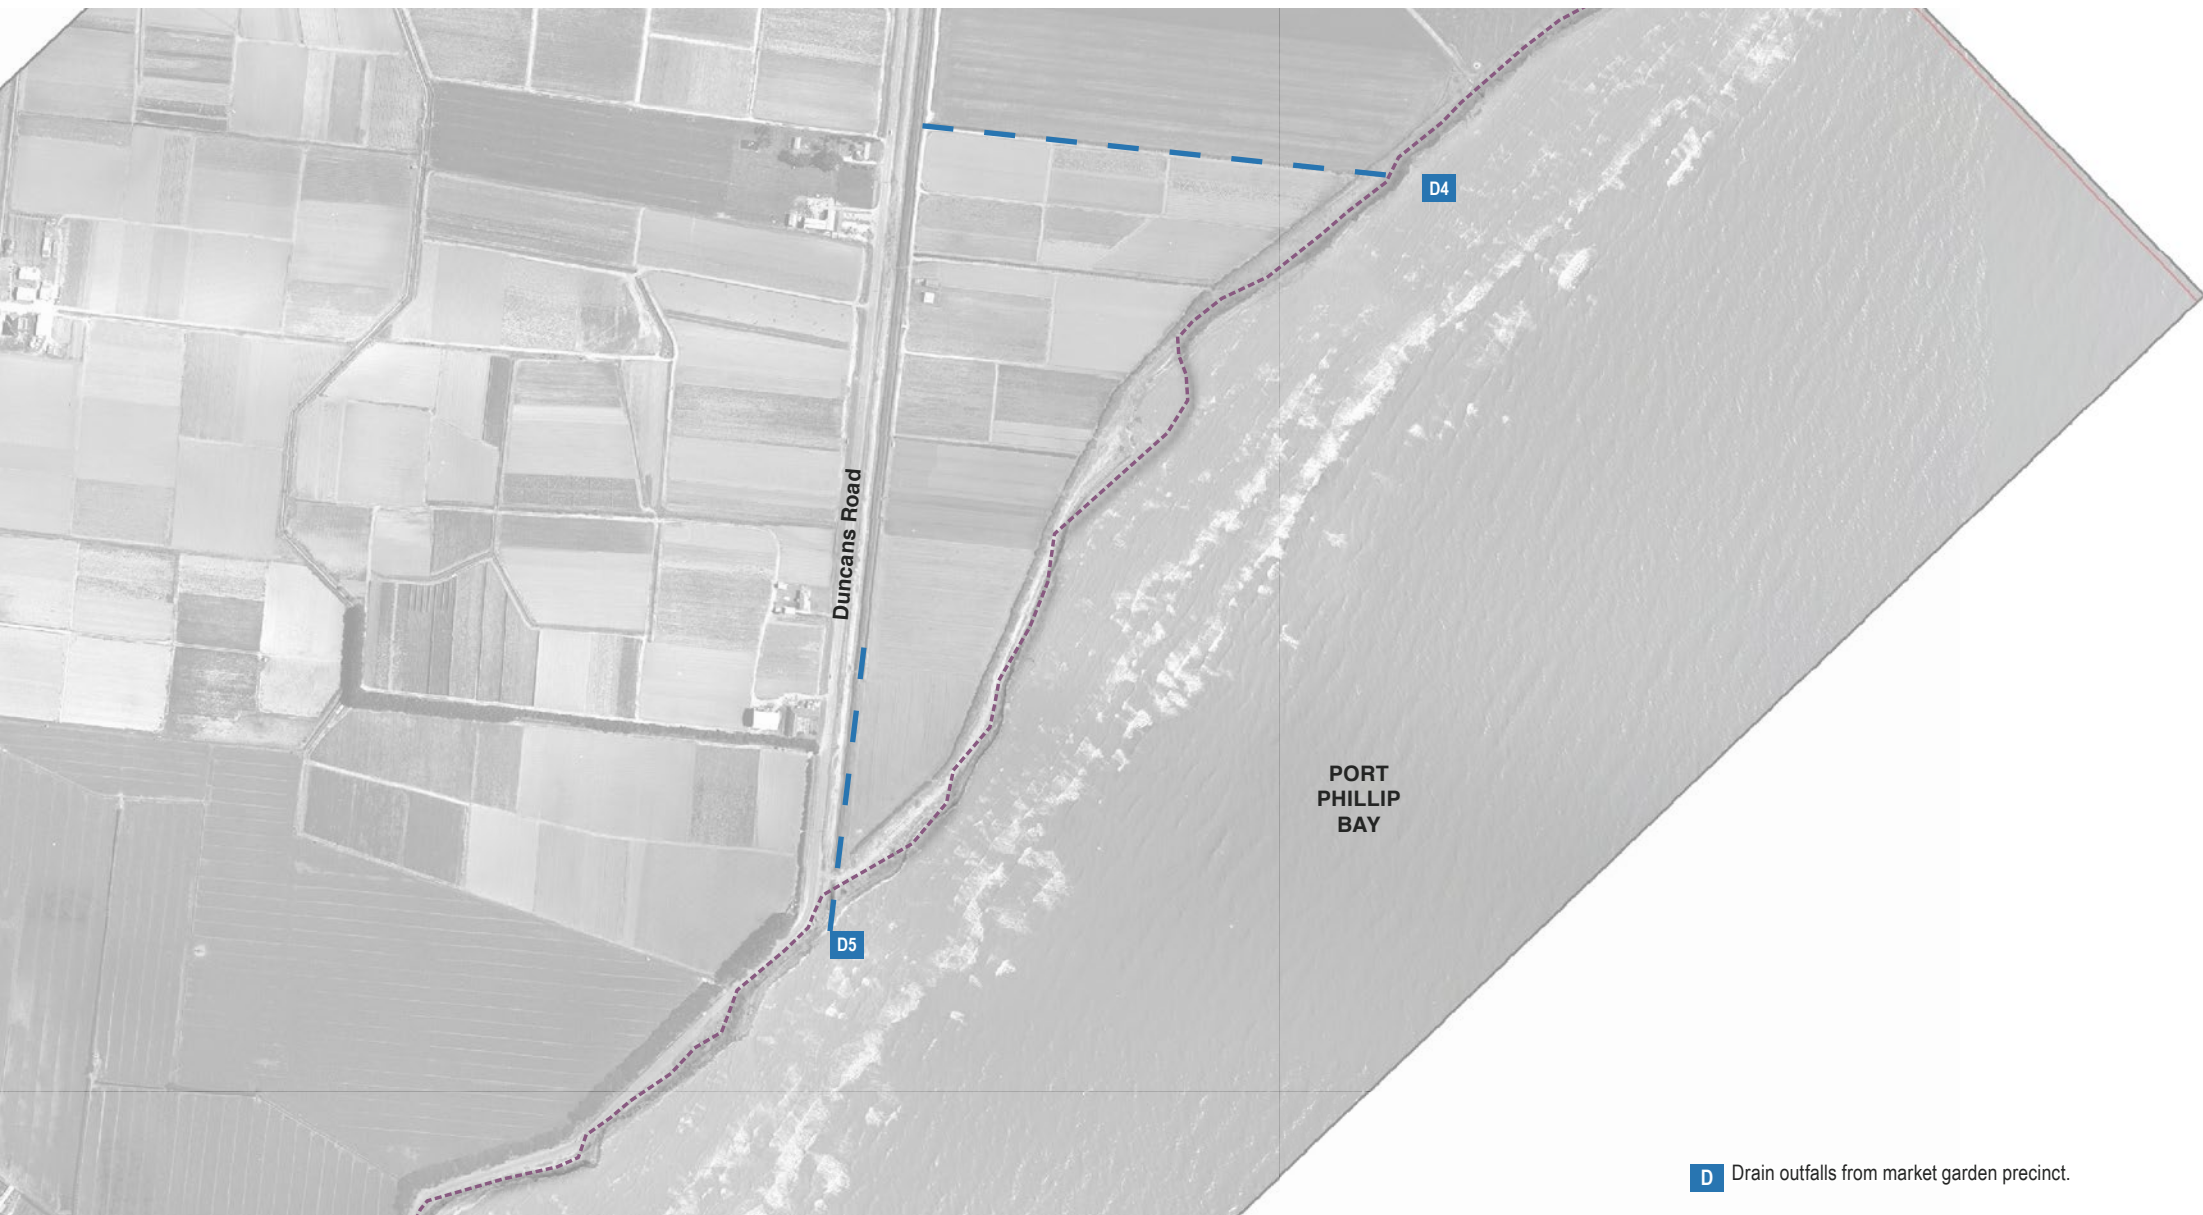 D4
Duncans Road
PORT
PHILLIP
BAY
D5
D Drain outfalls from market garden precinct.